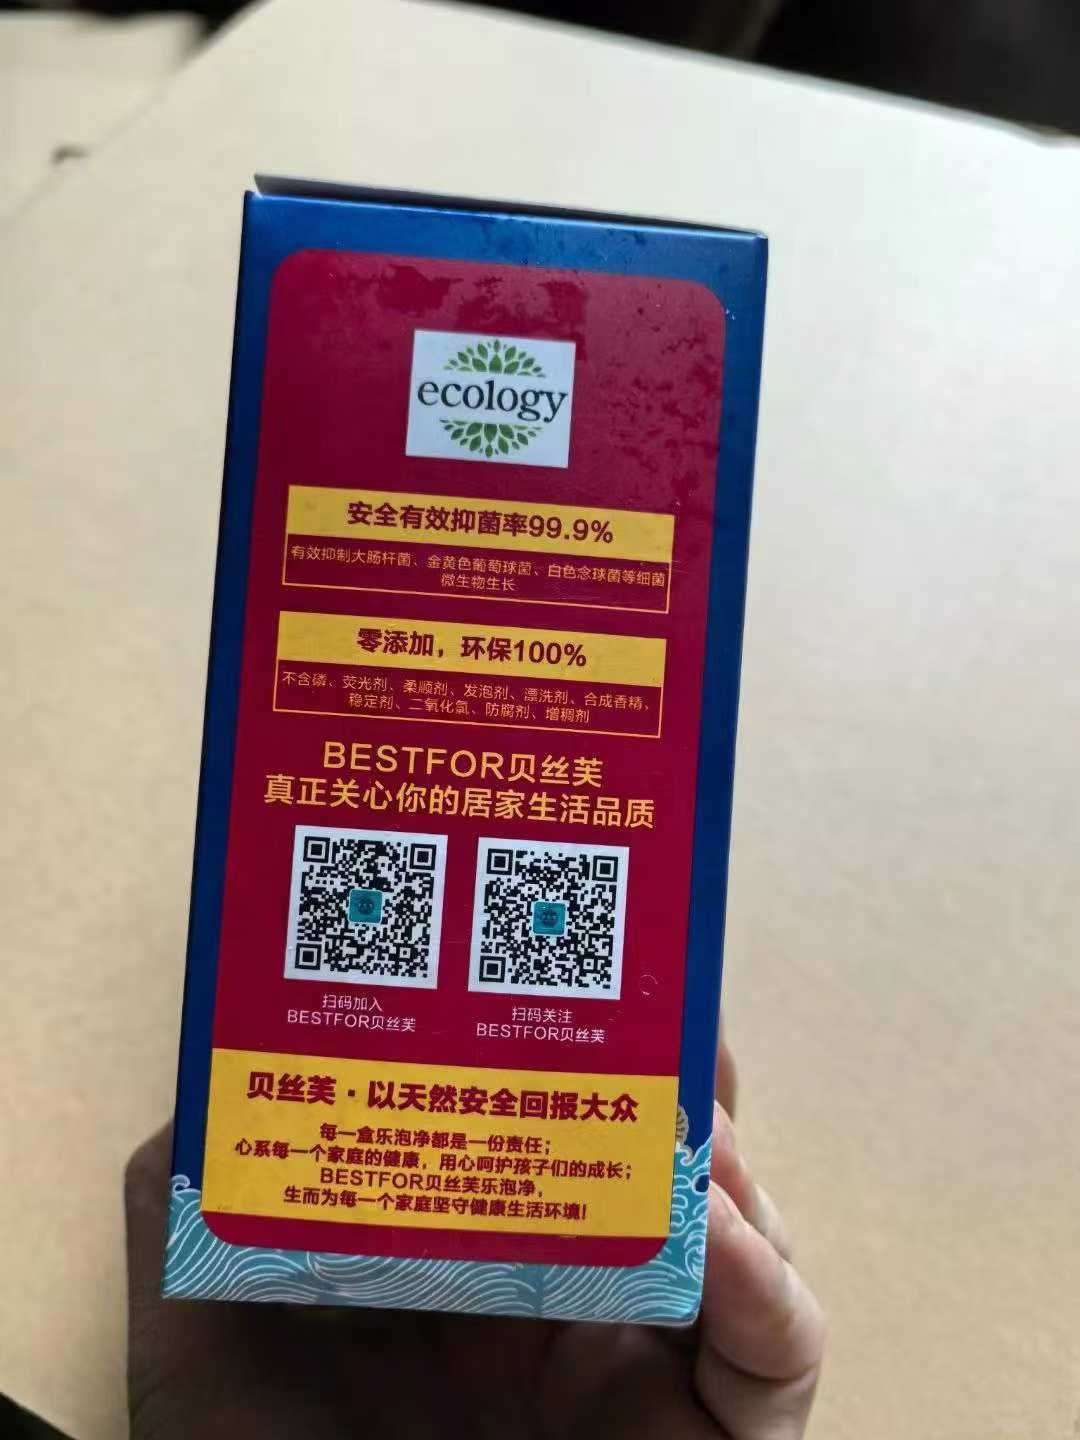 ecology
安全有效抑菌率99.9%
有效抑制大肠杆菌、金黄色葡萄球菌、白色念球菌等细菌
微生物生长
零添加，环保100%
不含磷、荧光剂、柔顺剂、发泡剂、漂洗剂、合成香精、
稳定剂、二氧化氯、防腐剂、增稠剂
BESTFOR贝丝芙
真正关心你的居家生活品质
扫码加入
BESTFOR贝丝芙
扫码关注
BESTFOR贝丝芙
贝丝芙·以天然安全回报大众
每一盒乐泡净都是一份责任；
心系每一个家庭的健康，用心呵护孩子们的成长；
BESTFOR贝丝芙乐泡净，
生而为每一个家庭坚守健康生活环境!